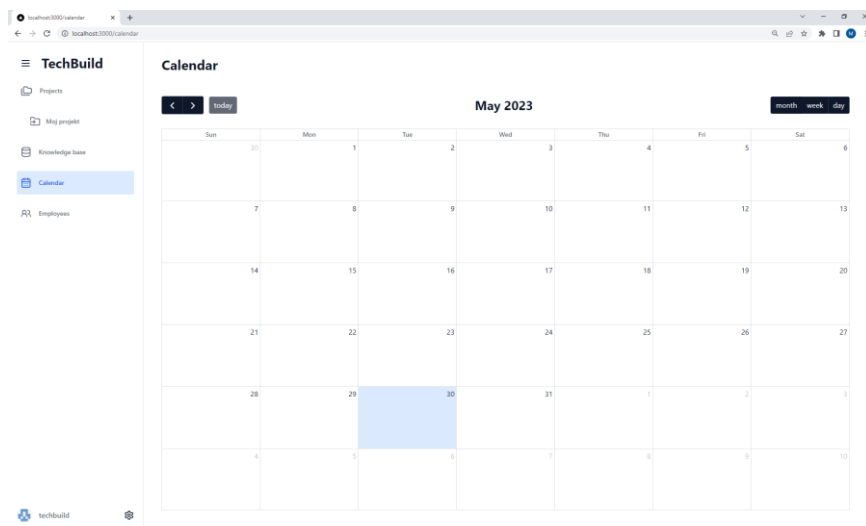 localhost:3000/calendar
localhost:3000/calendar
M
TechBuild
Projects
Moj projekt
Knowledge base
Calendar
Employees
techbuild
Calendar
today
May 2023
month week day
Sun Mon Tue Wed Thu Fri Sat
30 1 2 3 4 5 6
7 8 9 10 11 12 13
14 15 16 17 18 19 20
21 22 23 24 25 26 27
28 29 30 31 1 2 3
4 5 6 7 8 9 10